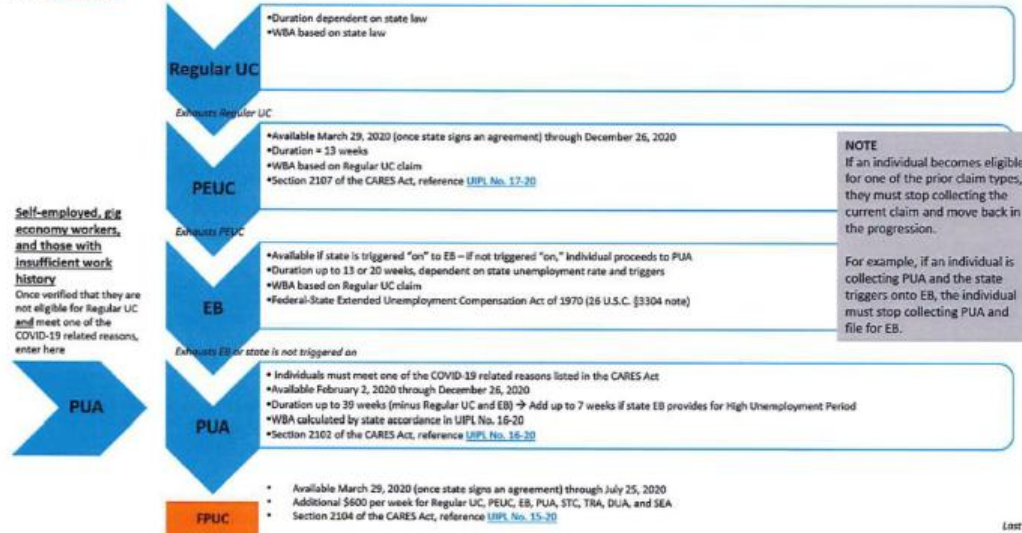 •Duration dependent on state law
•WBA based on state law
Regular UC
Exhausts Regular UC
•Available March 29, 2020 (once state signs an agreement) through December 26, 2020
•Duration = 13 weeks
•WBA based on Regular UC claim
•Section 2107 of the CARES Act, reference UIPL No. 17-20
PEUC
NOTE
If an individual becomes eligible
for one of the prior claim types,
they must stop collecting the
current claim and move back in
the progression.
For example, if an individual is
collecting PUA and the state
triggers onto EB, the individual
must stop collecting PUA and
file for EB.
Self-employed, gig
economy workers,
and those with
insufficient work
history
Once verified that they are
not eligible for Regular UC
and meet one of the
COVID-19 related reasons,
enter here
Exhausts PEUC
•Available if state is triggered "on" to EB – if not triggered "on," individual proceeds to PUA
•Duration up to 13 or 20 weeks, dependent on state unemployment rate and triggers
•WBA based on Regular UC claim
•Federal-State Extended Unemployment Compensation Act of 1970 (26 U.S.C. §3304 note)
EB
Exhausts EB or state is not triggered on
PUA
• Individuals must meet one of the COVID-19 related reasons listed in the CARES Act
•Available February 2, 2020 through December 26, 2020
•Duration up to 39 weeks (minus Regular UC and EB) → Add up to 7 weeks if state EB provides for High Unemployment Period
•WBA calculated by state accordance in UIPL No. 16-20
•Section 2102 of the CARES Act, reference UIPL No. 16-20
PUA
• Available March 29, 2020 (once state signs an agreement) through July 25, 2020
• Additional $600 per week for Regular UC, PEUC, EB, PUA, STC, TRA, DUA, and SEA
• Section 2104 of the CARES Act, reference UIPL No. 15-20
FPUC
Last